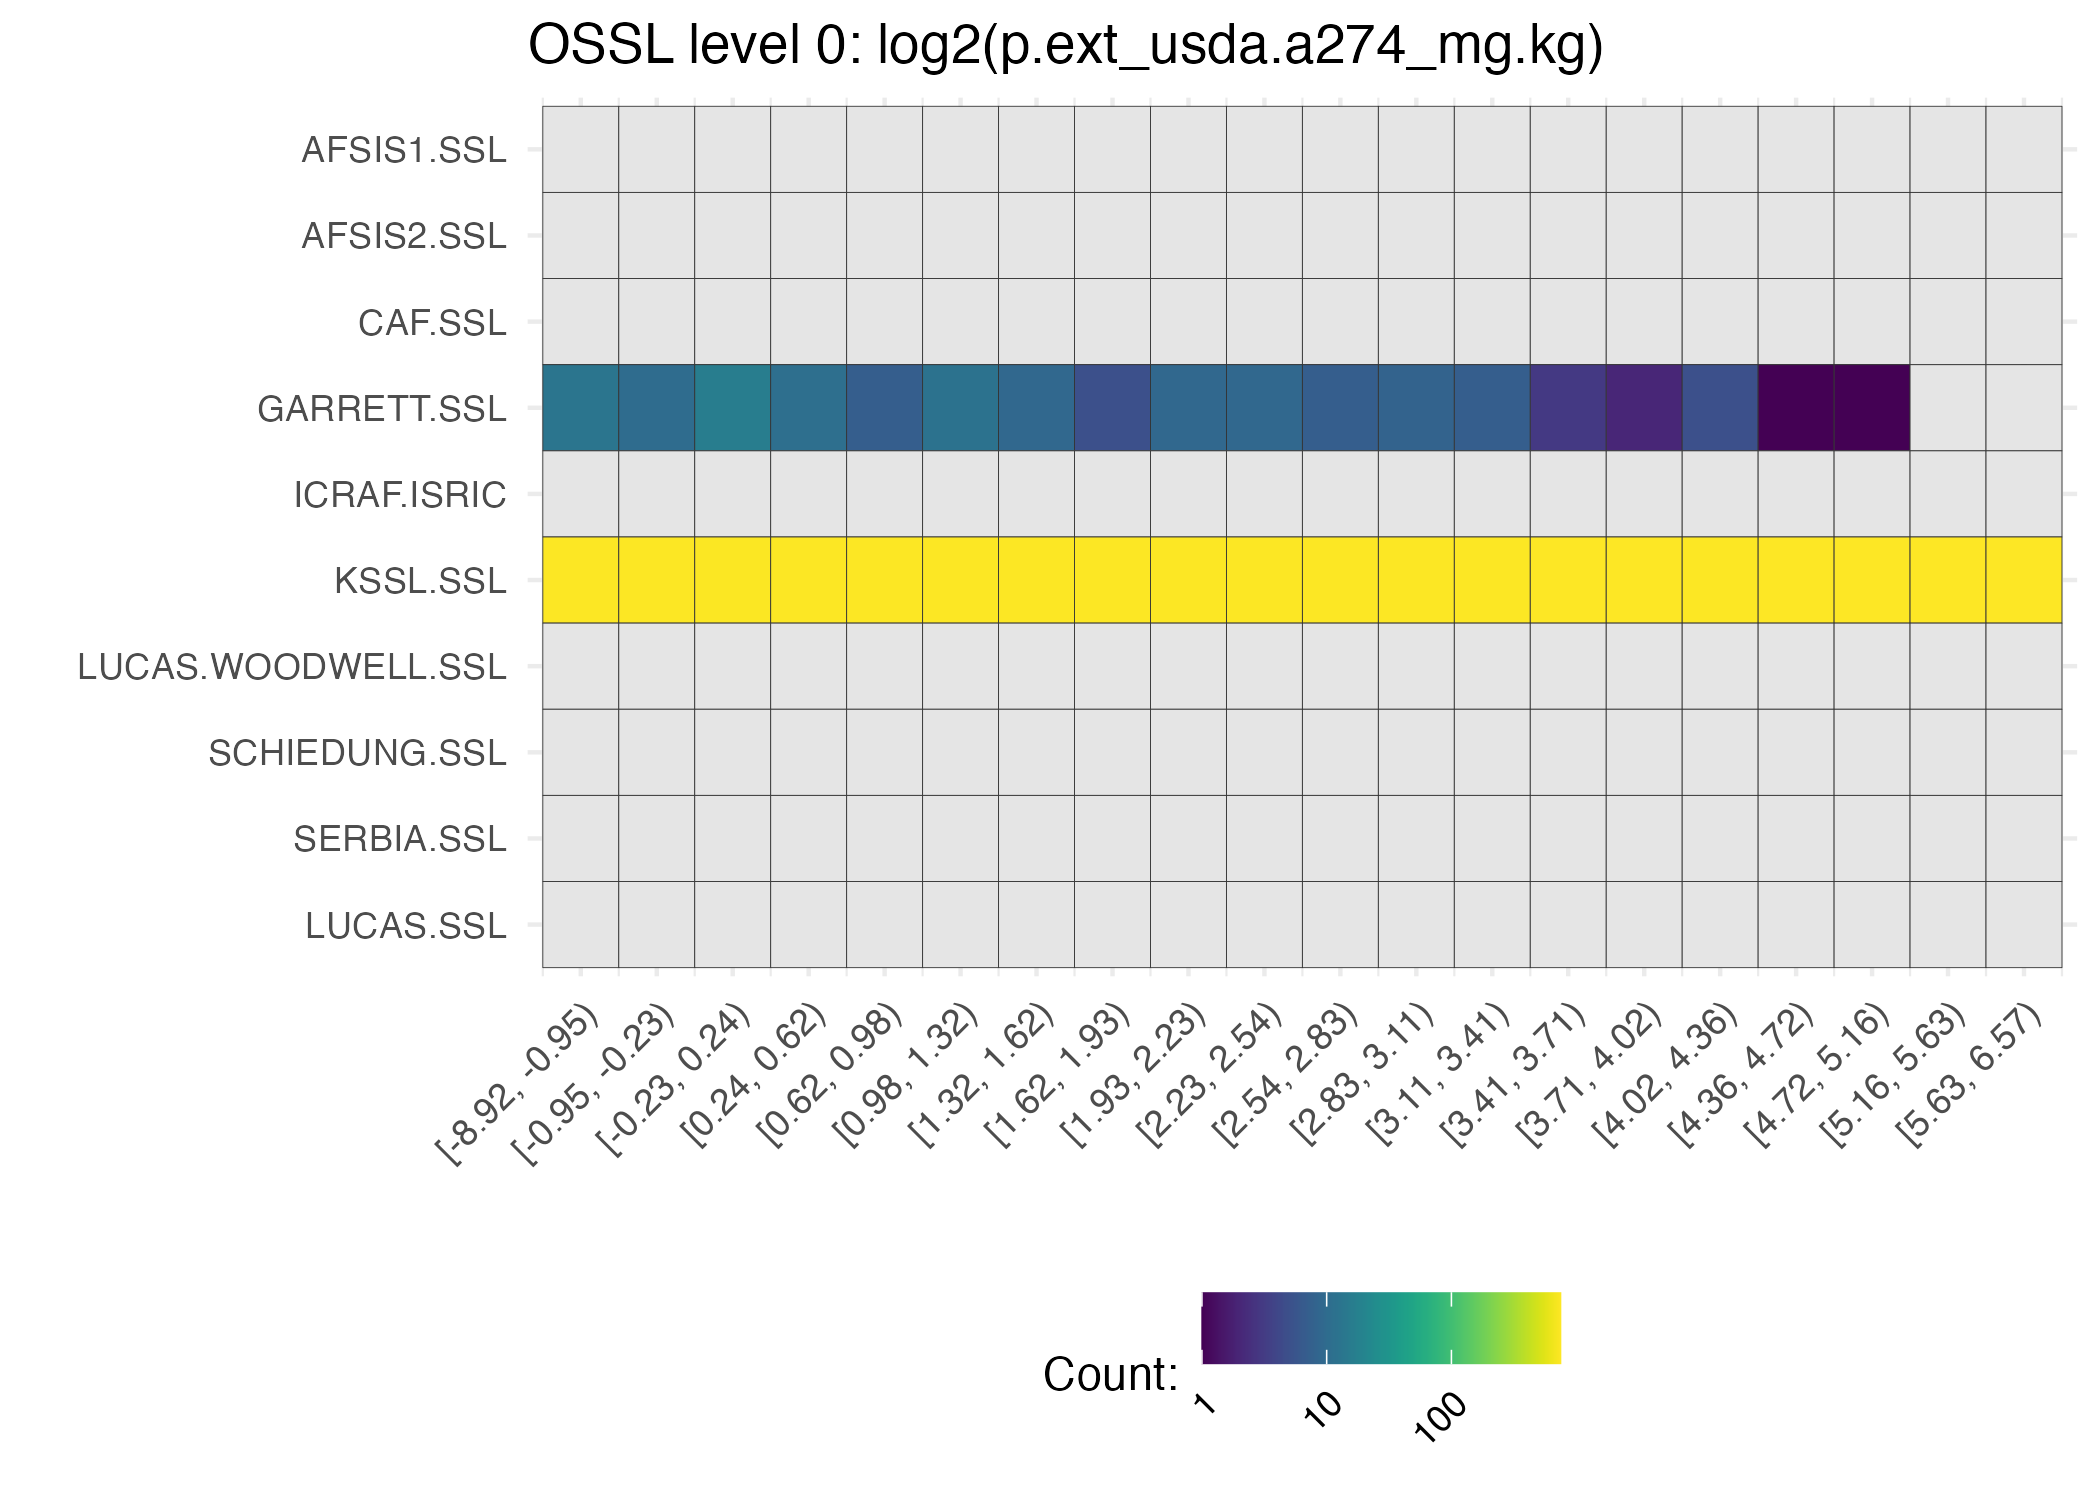 OSSL level 0: log2(p.ext_usda.a274_mg.kg)
AFSIS1.SSL
AFSIS2.SSL
CAF.SSL
GARRETT.SSL
ICRAF.ISRIC
KSSL.SSL
LUCAS.WOODWELL.SSL
SCHIEDUNG.SSL
SERBIA.SSL
LUCAS.SSL
[-8.92, -0.95)
[-0.95, -0.23)
[-0.23, 0.24)
[0.24, 0.62)
[0.62, 0.98)
[0.98, 1.32)
[1.32, 1.62)
[1.62, 1.93)
[1.93, 2.23)
[2.23, 2.54)
[2.54, 2.83)
[2.83, 3.11)
[3.11, 3.41)
[3.41, 3.71)
[3.71, 4.02)
[4.02, 4.36)
[4.36, 4.72)
[4.72, 5.16)
[5.16, 5.63)
[5.63, 6.57)
Count:
1
10
100